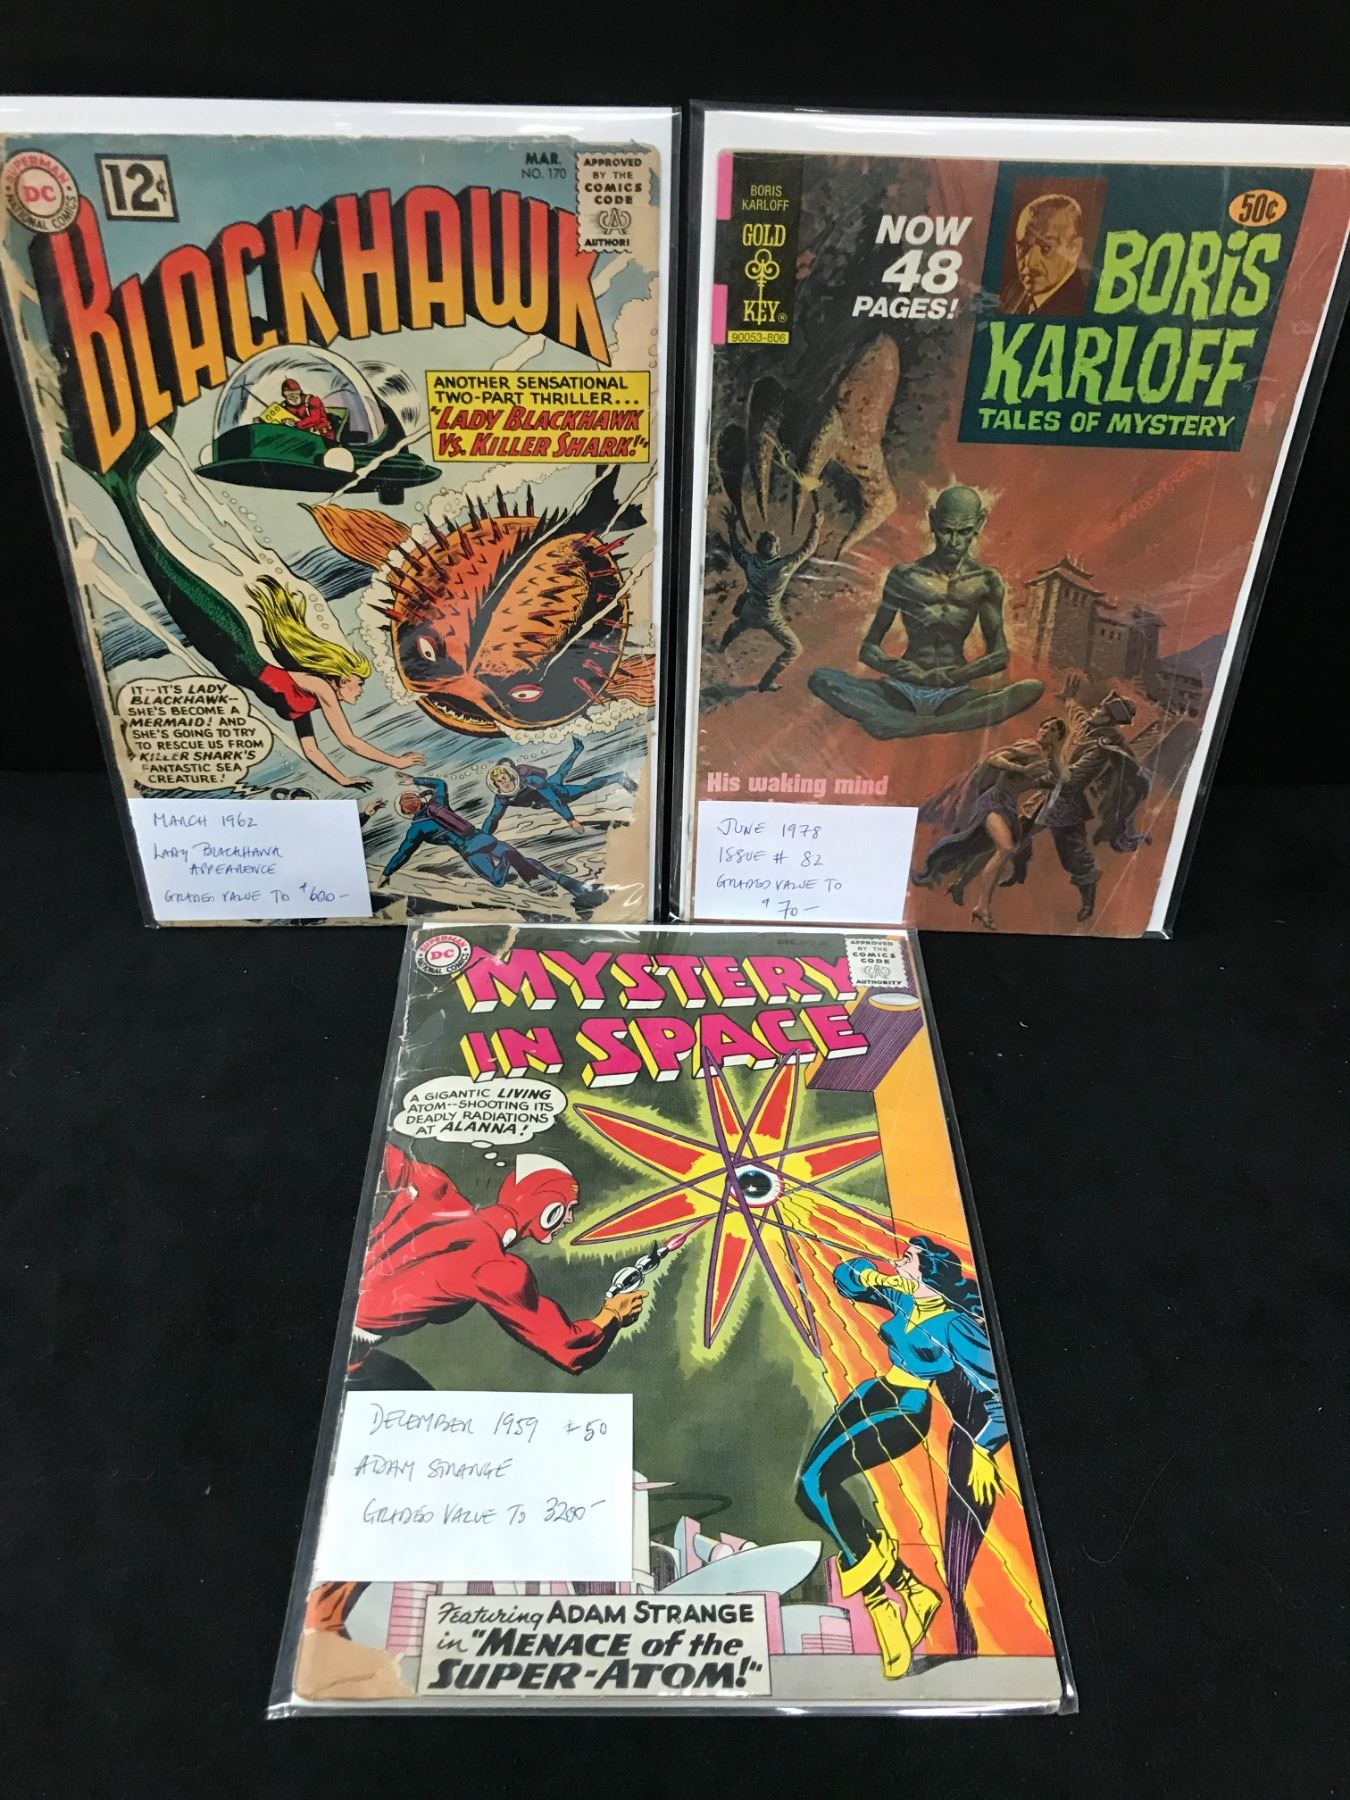 SUPERMAN
DC
NATIONAL COMICS
12¢
MAR.
NO. 170
APPROVED
BY THE
COMICS
CODE
AUTHORI
BLACKHAWK
ANOTHER SENSATIONAL
TWO-PART THRILLER...
"LADY BLACKHAWK
VS. KILLER SHARK!"
IT--IT'S LADY
BLACKHAWK--
SHE'S BECOME A
MERMAID! AND
SHE'S GOING TO TRY
TO RESCUE US FROM
KILLER SHARK'S
FANTASTIC SEA
CREATURE!
MARCH 1962
LADY BLACKHAWK
APPEARENCE
GRADED VALUE TO $600-
BORIS
KARLOFF
GOLD
KEY®
90053-806
NOW
48
PAGES!
50¢
BORIS
KARLOFF
TALES OF MYSTERY
His waking mind
JUNE 1978
ISSUE # 82
GRADED VALUE TO
$70-
SUPERMAN
DC
NATIONAL COMICS
MYSTERY
IN SPACE
DEC.
APPROVED
BY THE
COMICS
CODE
AUTHORITY
A GIGANTIC LIVING
ATOM--SHOOTING ITS
DEADLY RADIATIONS
AT ALANNA!
DECEMBER 1959 #50
ADAM STRANGE
GRADED VALUE TO 3200-
Featuring ADAM STRANGE
in "MENACE of the
SUPER-ATOM!"